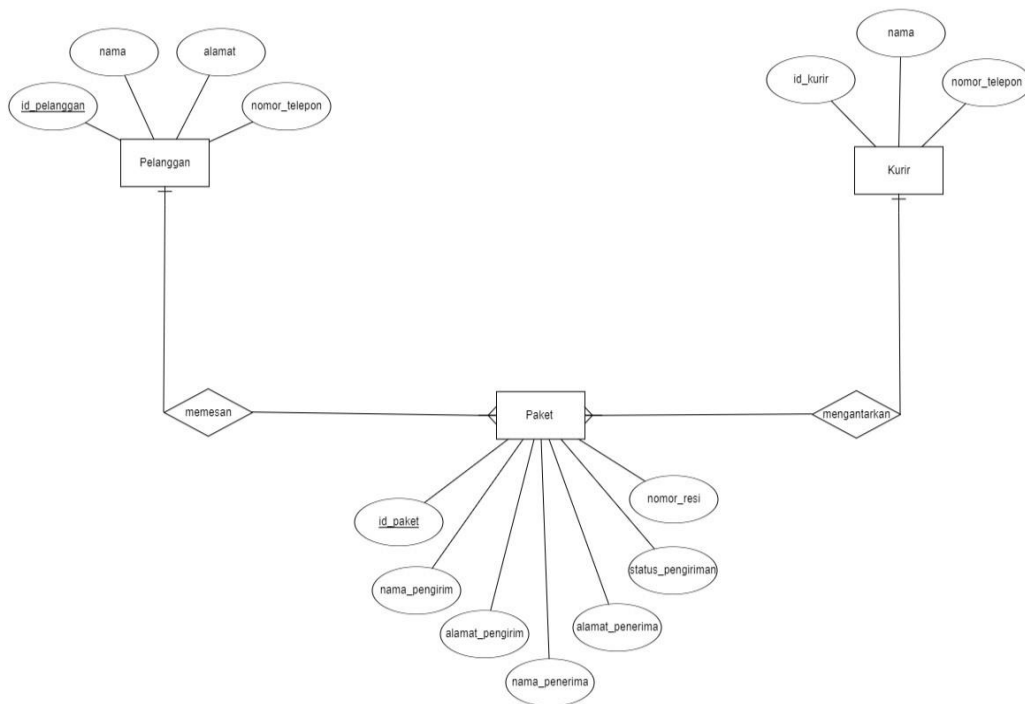 nama
alamat
id_pelanggan
nomor_telepon
Pelanggan
nama
id_kurir
nomor_telepon
Kurir
memesan
Paket
mengantarkan
id_paket
nomor_resi
nama_pengirim
status_pengiriman
alamat_pengirim
alamat_penerima
nama_penerima